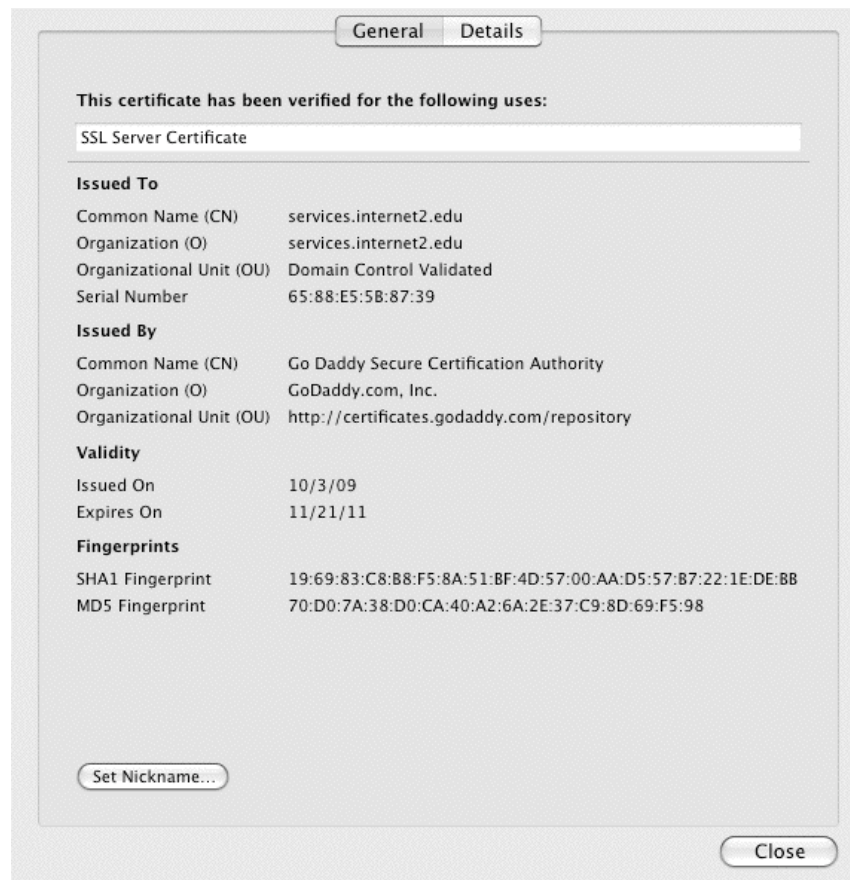 General Details
This certificate has been verified for the following uses:
SSL Server Certificate
Issued To
Common Name (CN) services.internet2.edu
Organization (O) services.internet2.edu
Organizational Unit (OU) Domain Control Validated
Serial Number 65:88:E5:5B:87:39
Issued By
Common Name (CN) Go Daddy Secure Certification Authority
Organization (O) GoDaddy.com, Inc.
Organizational Unit (OU) http://certificates.godaddy.com/repository
Validity
Issued On 10/3/09
Expires On 11/21/11
Fingerprints
SHA1 Fingerprint 19:69:83:C8:B8:F5:8A:51:BF:4D:57:00:AA:D5:57:B7:22:1E:DE:BB
MD5 Fingerprint 70:D0:7A:38:D0:CA:40:A2:6A:2E:37:C9:8D:69:F5:98
Set Nickname...
Close